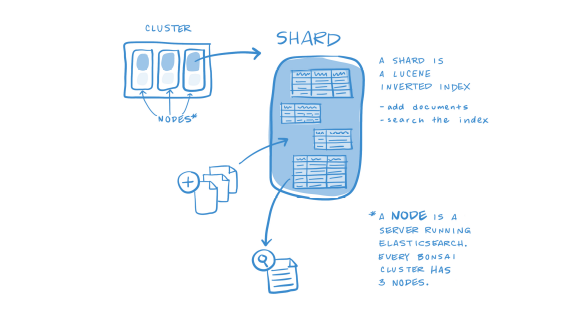 CLUSTER
SHARD
NODES*
A SHARD IS
A LUCENE
INVERTED INDEX
- add documents
- search the index
* A NODE IS A
SERVER RUNNING
ELASTICSEARCH.
EVERY BONSAI
CLUSTER HAS
3 NODES.